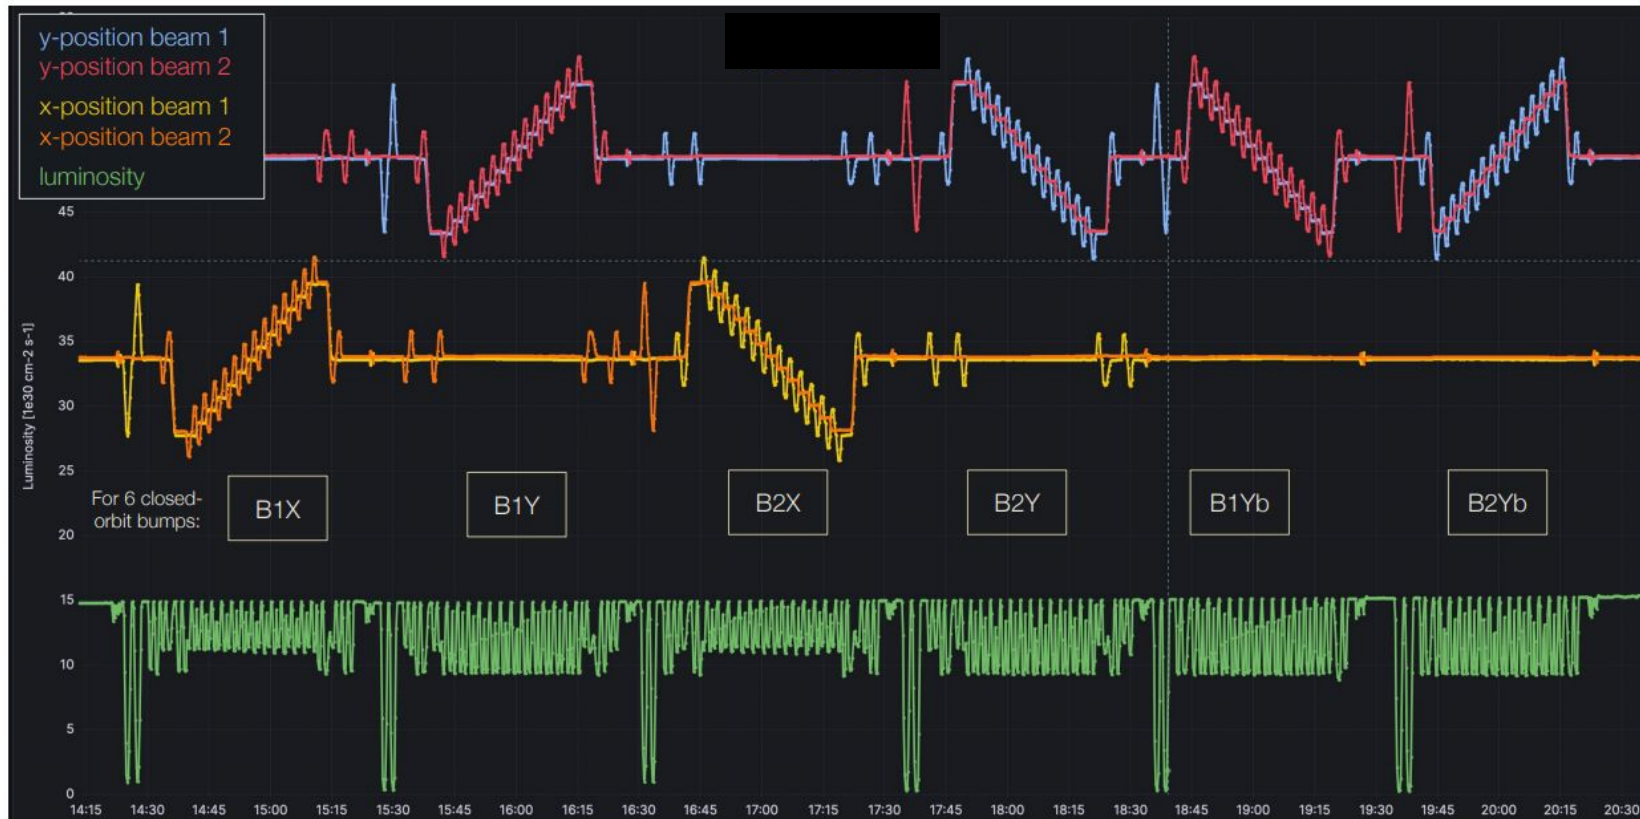 y-position beam 1
y-position beam 2
x-position beam 1
x-position beam 2
luminosity
45
40
35
30
25
20
15
10
5
0
Luminosity [1e30 cm-2 s-1]
For 6 closed-
orbit bumps:
B1X
B1Y
B2X
B2Y
B1Yb
B2Yb
14:15 14:30 14:45 15:00 15:15 15:30 15:45 16:00 16:15 16:30 16:45 17:00 17:15 17:30 17:45 18:00 18:15 18:30 18:45 19:00 19:15 19:30 19:45 20:00 20:15 20:30